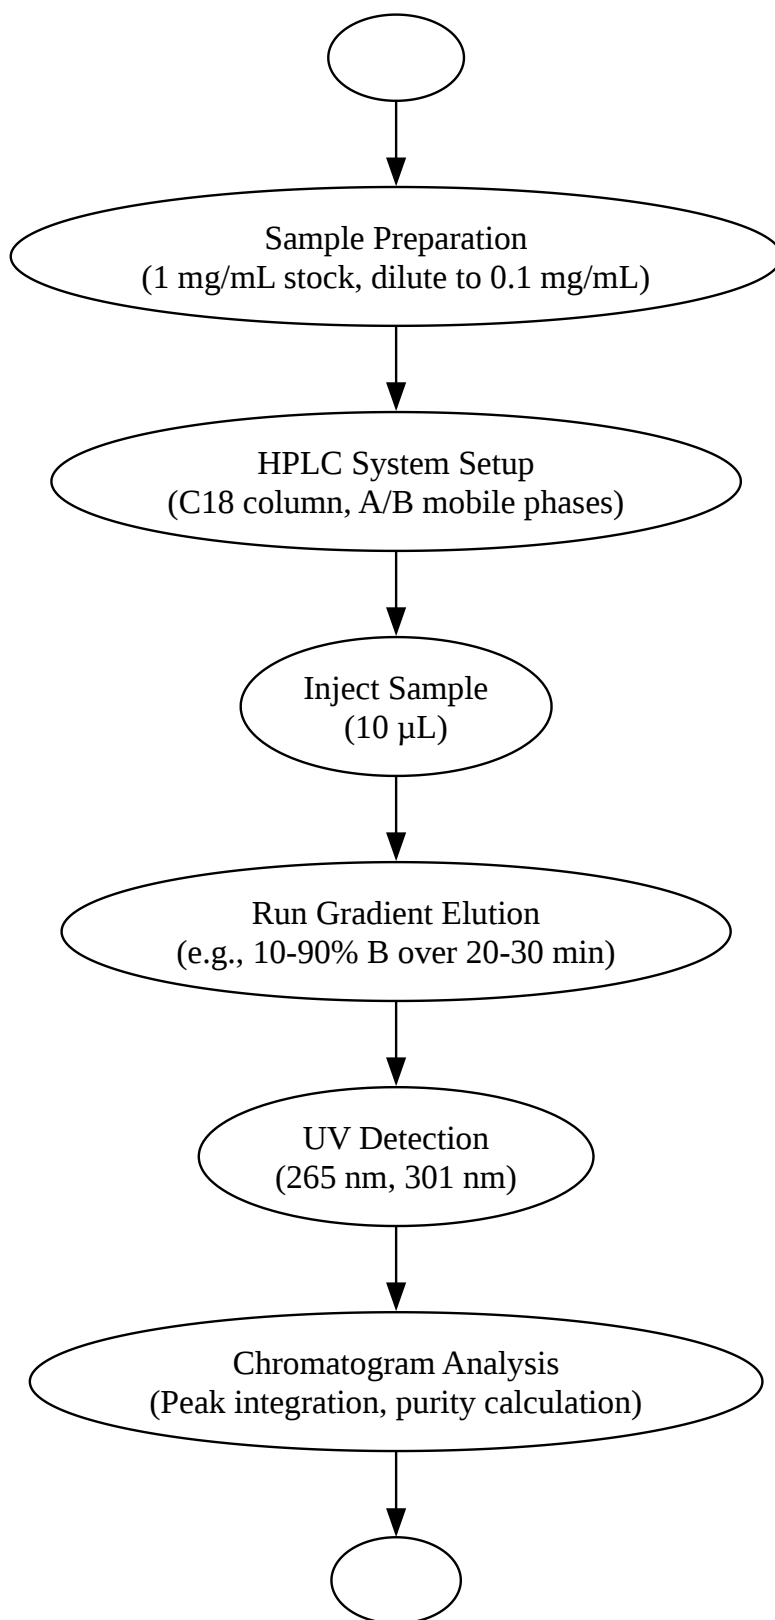 Sample Preparation
(1 mg/mL stock, dilute to 0.1 mg/mL)
HPLC System Setup
(C18 column, A/B mobile phases)
Inject Sample
(10 µL)
Run Gradient Elution
(e.g., 10-90% B over 20-30 min)
UV Detection
(265 nm, 301 nm)
Chromatogram Analysis
(Peak integration, purity calculation)